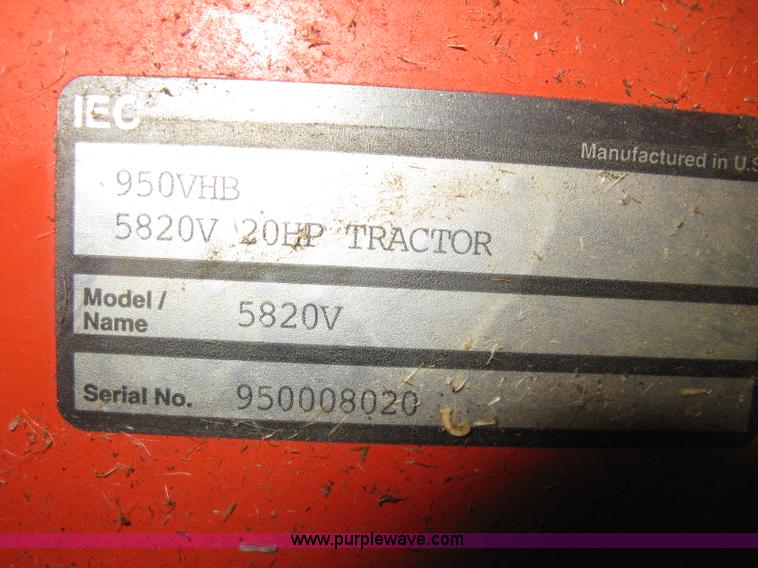 IEC
Manufactured in U.S
950VHB
5820V 20HP TRACTOR
Model /
Name
5820V
Serial No. 950008020
www.purplewave.com